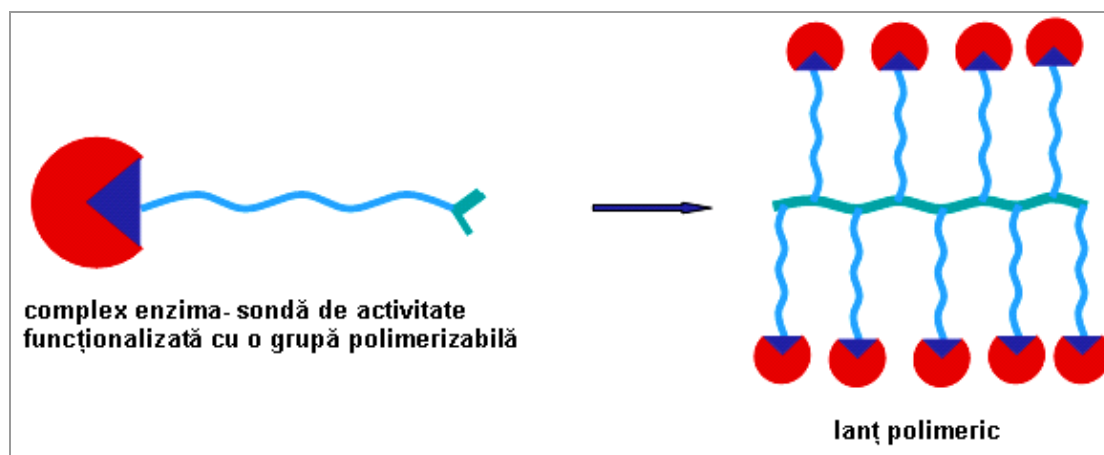 complex enzima- sondă de activitate
funcționalizată cu o grupă polimerizabilă
lanț polimeric